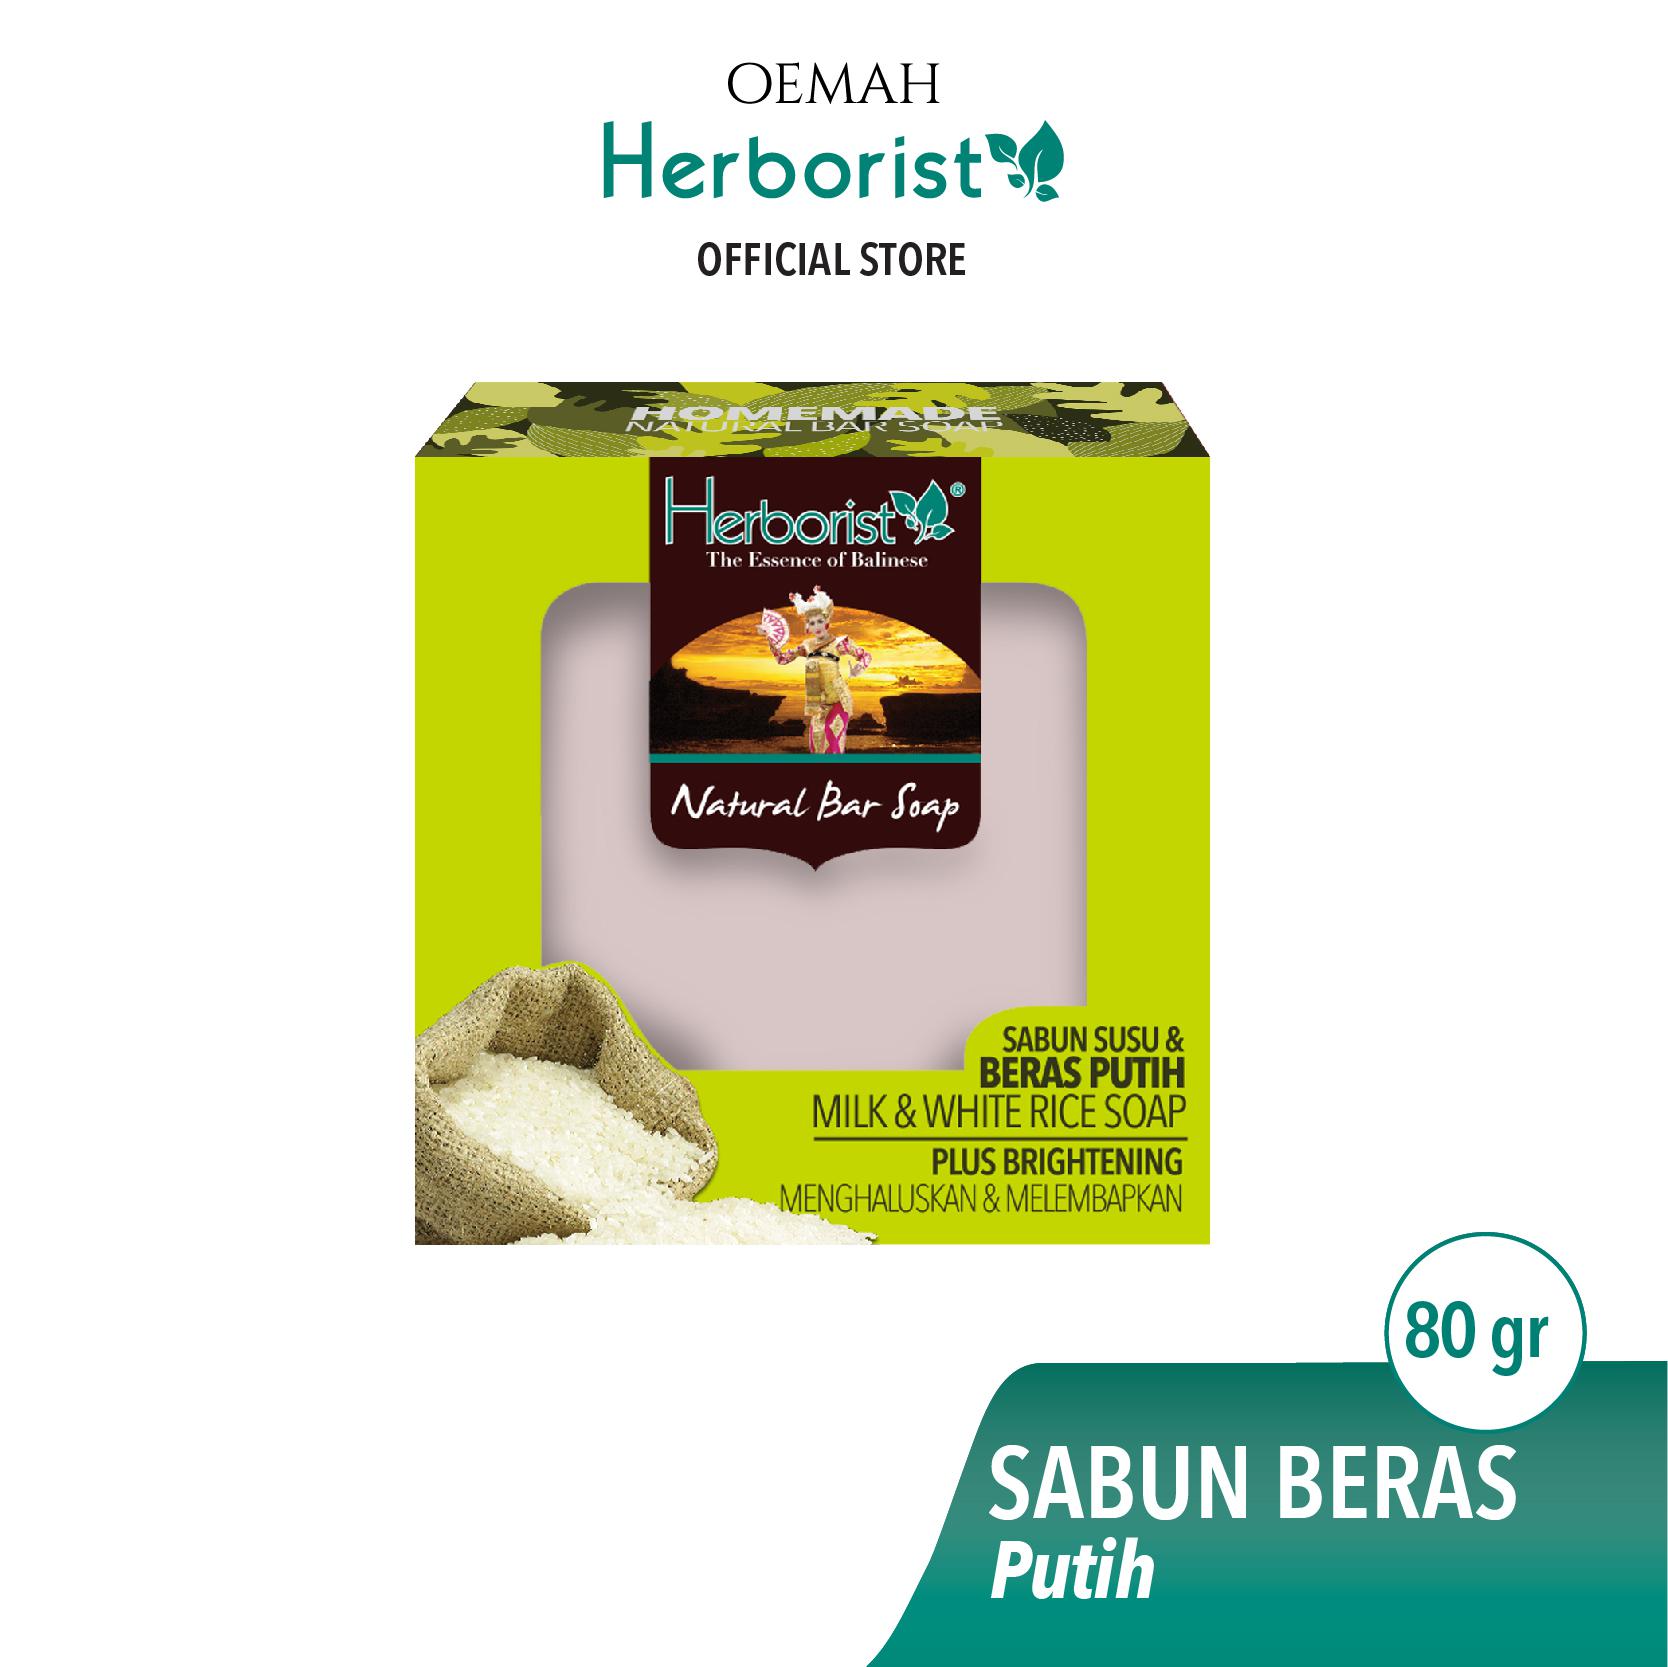 OEMAH
Herborist
OFFICIAL STORE
HOMEMADE
NATURAL BAR SOAP
Herborist®
The Essence of Balinese
Natural Bar Soap
SABUN SUSU &
BERAS PUTIH
MILK & WHITE RICE SOAP
PLUS BRIGHTENING
MENGHALUSKAN & MELEMBAPKAN
80 gr
SABUN BERAS
Putih